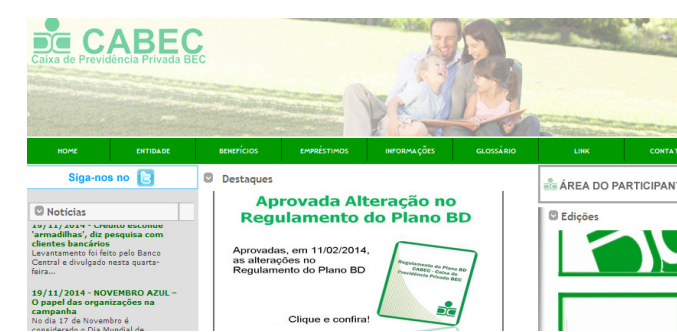 CABEC
Caixa de Previdência Privada BEC
HOME
ENTIDADE
BENEFÍCIOS
EMPRÉSTIMOS
INFORMAÇÕES
GLOSSÁRIO
LINK
CONTAT
Siga-nos no
Notícias
19/11/2014 - Crédito esconde
'armadilhas', diz pesquisa com
clientes bancários
Levantamento foi feito pelo Banco
Central e divulgado nesta quarta-
feira...
19/11/2014 - NOVEMBRO AZUL –
O papel das organizações na
campanha
No dia 17 de Novembro é
considerado o Dia Mundial de
Destaques
Aprovada Alteração no
Regulamento do Plano BD
Aprovadas, em 11/02/2014,
as alterações no
Regulamento do Plano BD
Regulamento do Plano BD
CABEC - Caixa de
Previdência Privada BEC
Clique e confira!
ÁREA DO PARTICIPANT
Edições